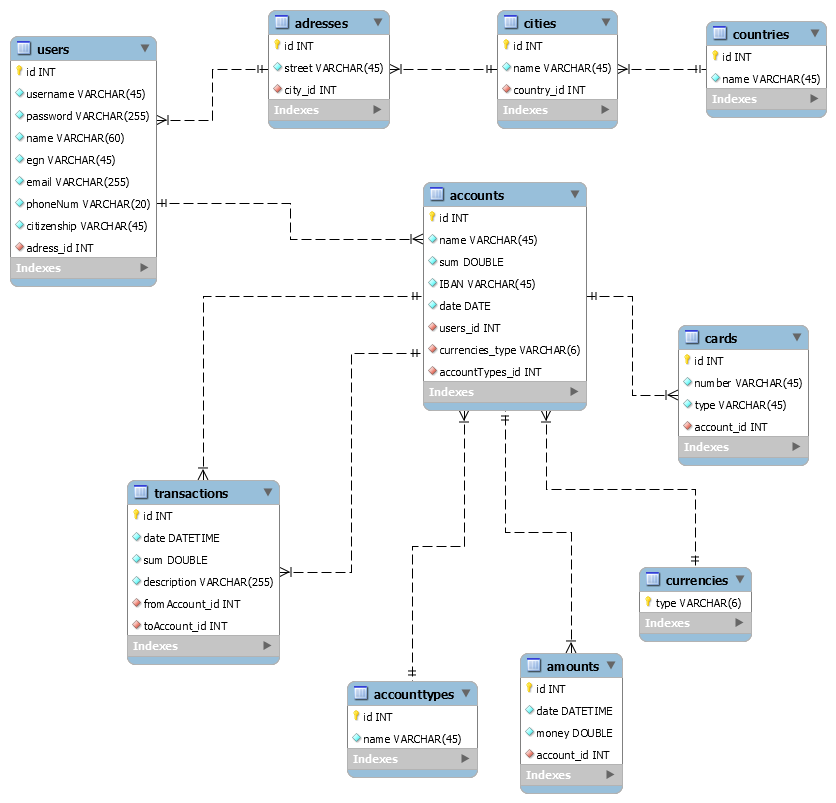 users
id INT
username VARCHAR(45)
password VARCHAR(255)
name VARCHAR(60)
egn VARCHAR(45)
email VARCHAR(255)
phoneNum VARCHAR(20)
citizenship VARCHAR(45)
adress_id INT
Indexes
adresses
id INT
street VARCHAR(45)
city_id INT
Indexes
cities
id INT
name VARCHAR(45)
country_id INT
Indexes
countries
id INT
name VARCHAR(45)
Indexes
accounts
id INT
name VARCHAR(45)
sum DOUBLE
IBAN VARCHAR(45)
date DATE
users_id INT
currencies_type VARCHAR(6)
accountTypes_id INT
Indexes
cards
id INT
number VARCHAR(45)
type VARCHAR(45)
account_id INT
Indexes
transactions
id INT
date DATETIME
sum DOUBLE
description VARCHAR(255)
fromAccount_id INT
toAccount_id INT
Indexes
currencies
type VARCHAR(6)
Indexes
accounttypes
id INT
name VARCHAR(45)
Indexes
amounts
id INT
date DATETIME
money DOUBLE
account_id INT
Indexes